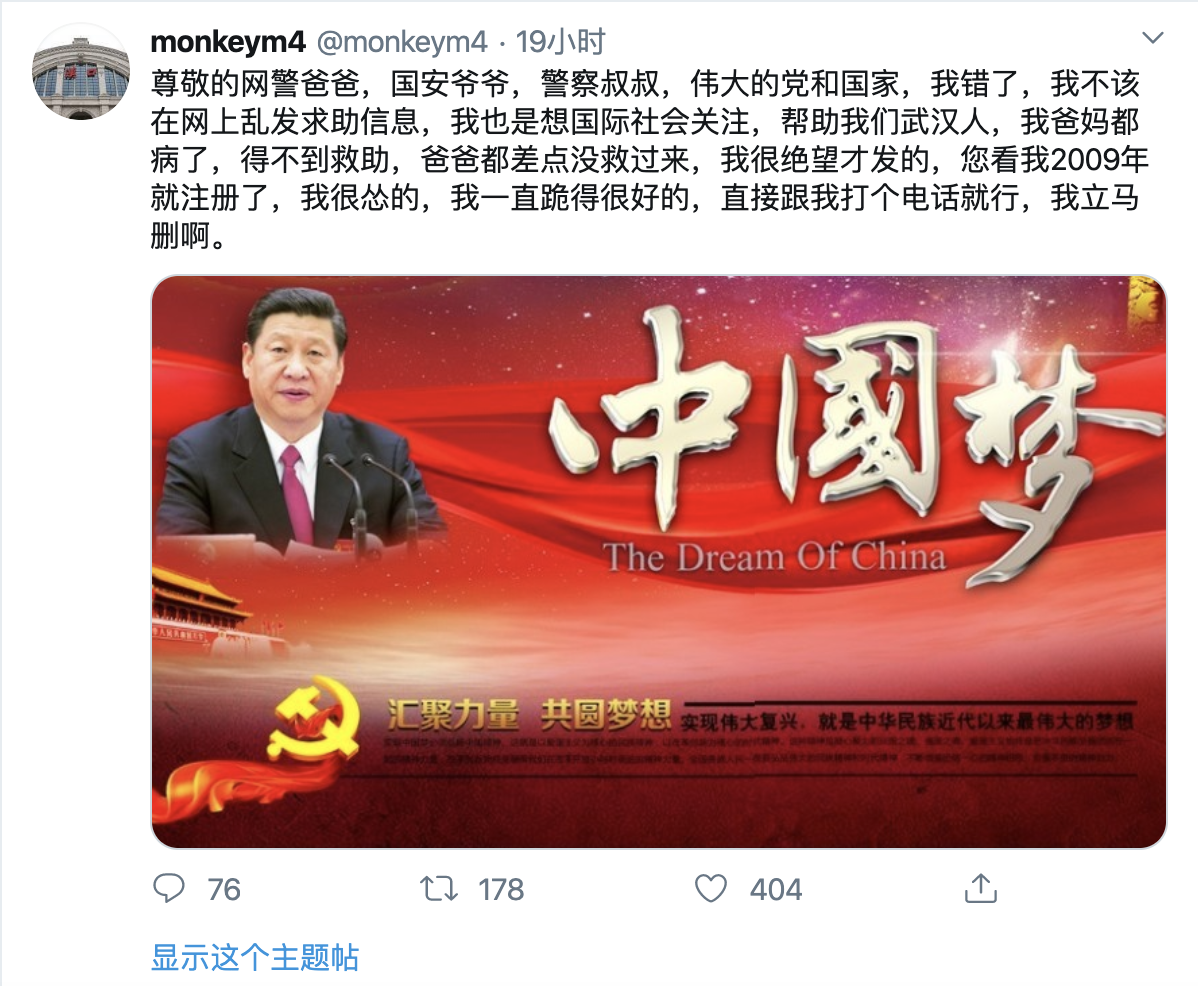 monkeym4 @monkeym4 · 19小时
尊敬的网警爸爸，国安爷爷，警察叔叔，伟大的党和国家，我错了，我不该
在网上乱发求助信息，我也是想国际社会关注，帮助我们武汉人，我爸妈都
病了，得不到救助，爸爸都差点没救过来，我很绝望才发的，您看我2009年
就注册了，我很怂的，我一直跪得很好的，直接跟我打个电话就行，我立马
删啊。
中國梦
The Dream Of China
汇聚力量 共圆梦想 实现伟大复兴，就是中华民族近代以来最伟大的梦想
76 178 404
显示这个主题帖